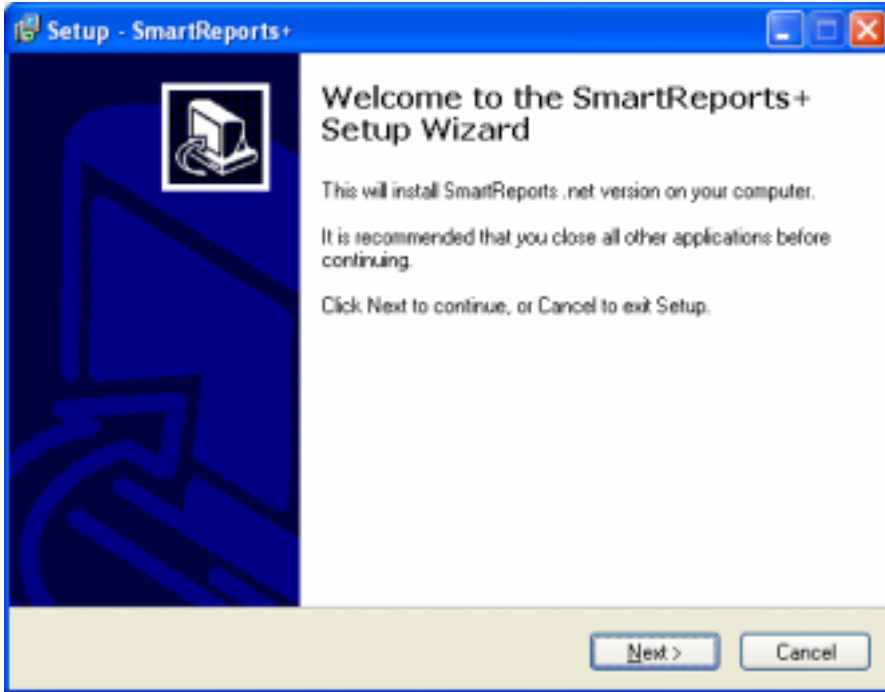 Setup - SmartReports+
Welcome to the SmartReports+
Setup Wizard
This will install SmartReports .net version on your computer.
It is recommended that you close all other applications before
continuing.
Click Next to continue, or Cancel to exit Setup.
Next >
Cancel